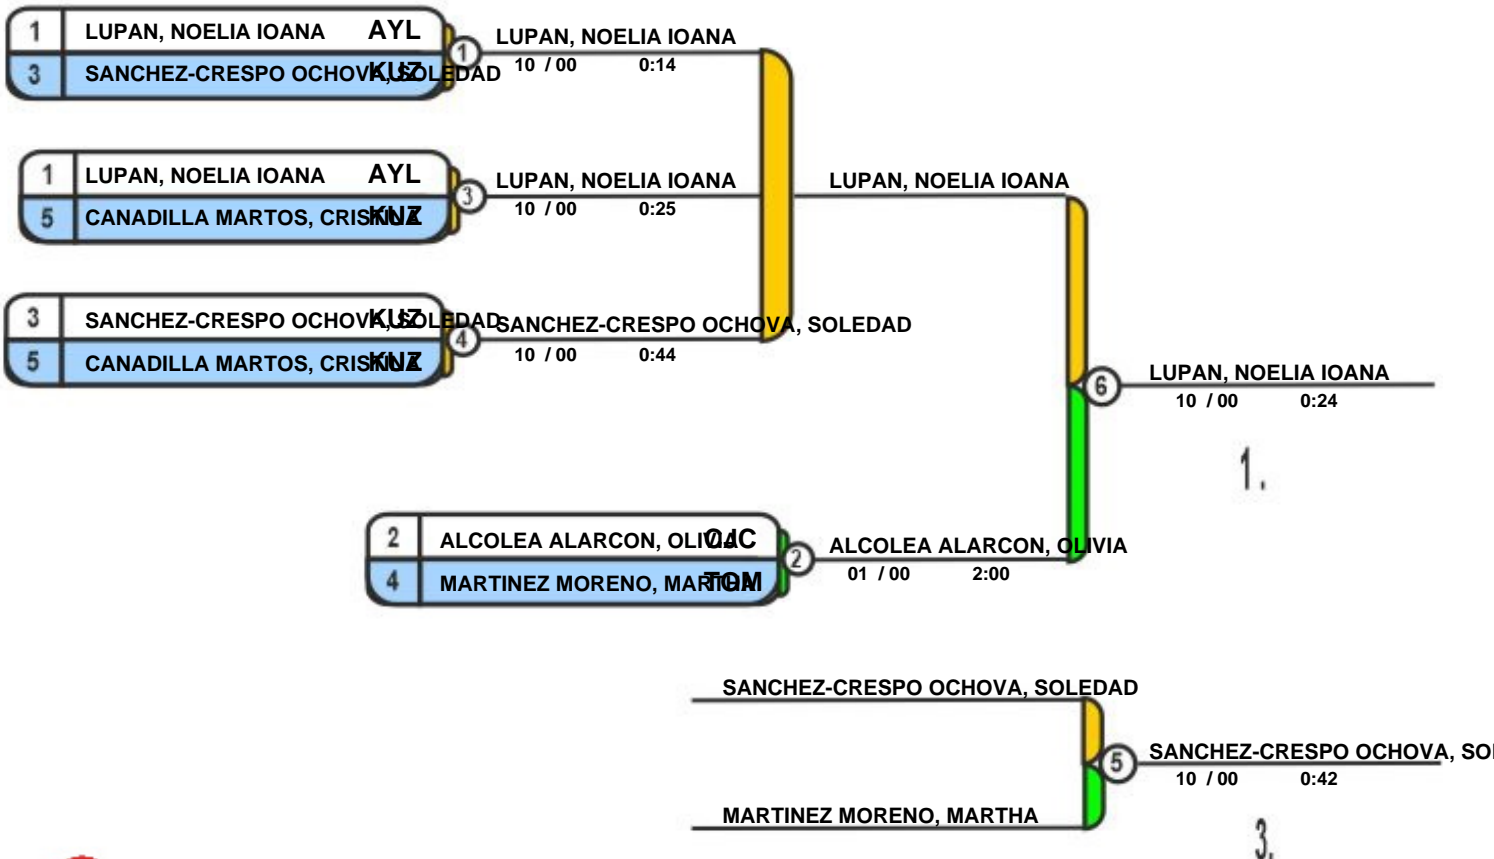 1 LUPAN, NOELIA IOANA AYL
3 SANCHEZ-CRESPO OCHOVA, SOLEDAD KUZ
1 LUPAN, NOELIA IOANA
10 / 00 0:14
1 LUPAN, NOELIA IOANA AYL
5 CANADILLA MARTOS, KUZ
3 LUPAN, NOELIA IOANA
10 / 00 0:25
LUPAN, NOELIA IOANA
3 SANCHEZ-CRESPO OCHOVA, SOLEDAD KUZ
5 CANADILLA MARTOS, KUZ
4 SANCHEZ-CRESPO OCHOVA, SOLEDAD
10 / 00 0:44
6 LUPAN, NOELIA IOANA
10 / 00 0:24
1.
2 ALCOLEA ALARCON, OLIVIA CJC
4 MARTINEZ MORENO, MARTHA TOM
2 ALCOLEA ALARCON, OLIVIA
01 / 00 2:00
SANCHEZ-CRESPO OCHOVA, SOLEDAD
MARTINEZ MORENO, MARTHA
5 SANCHEZ-CRESPO OCHOVA,
10 / 00 0:42
3.